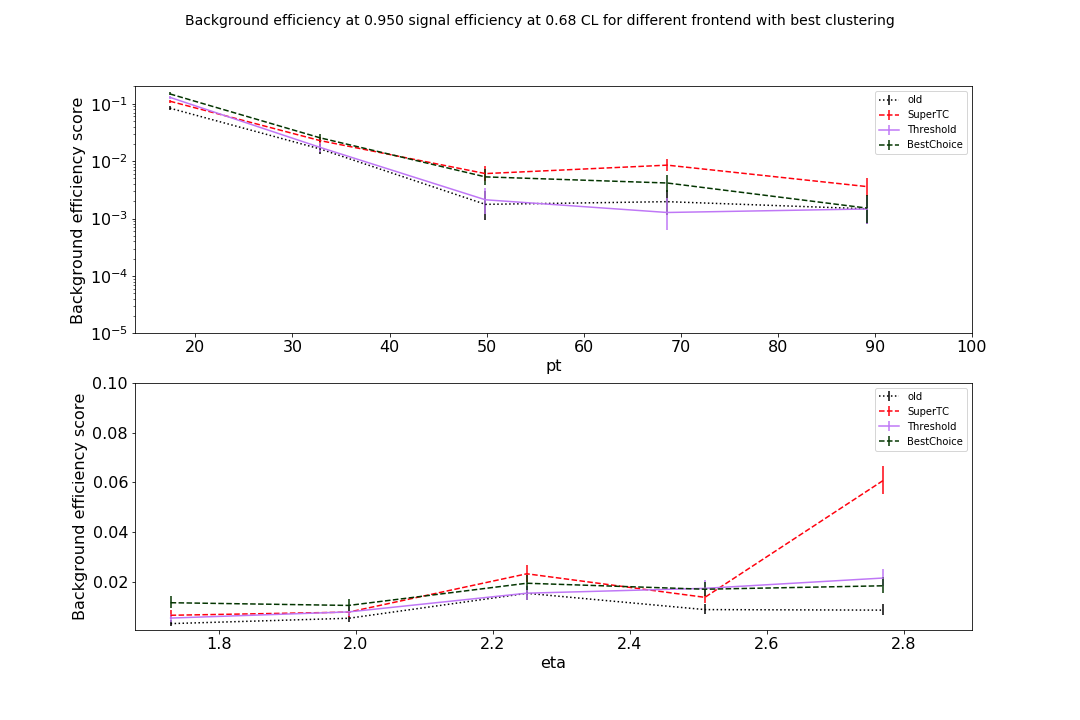 Background efficiency at 0.950 signal efficiency at 0.68 CL for different frontend with best clustering
Background efficiency score
10⁻¹
10⁻²
10⁻³
10⁻⁴
10⁻⁵
old
SuperTC
Threshold
BestChoice
20 30 40 50 60 70 80 90 100
pt
Background efficiency score
0.10
0.08
0.06
0.04
0.02
old
SuperTC
Threshold
BestChoice
1.8 2.0 2.2 2.4 2.6 2.8
eta